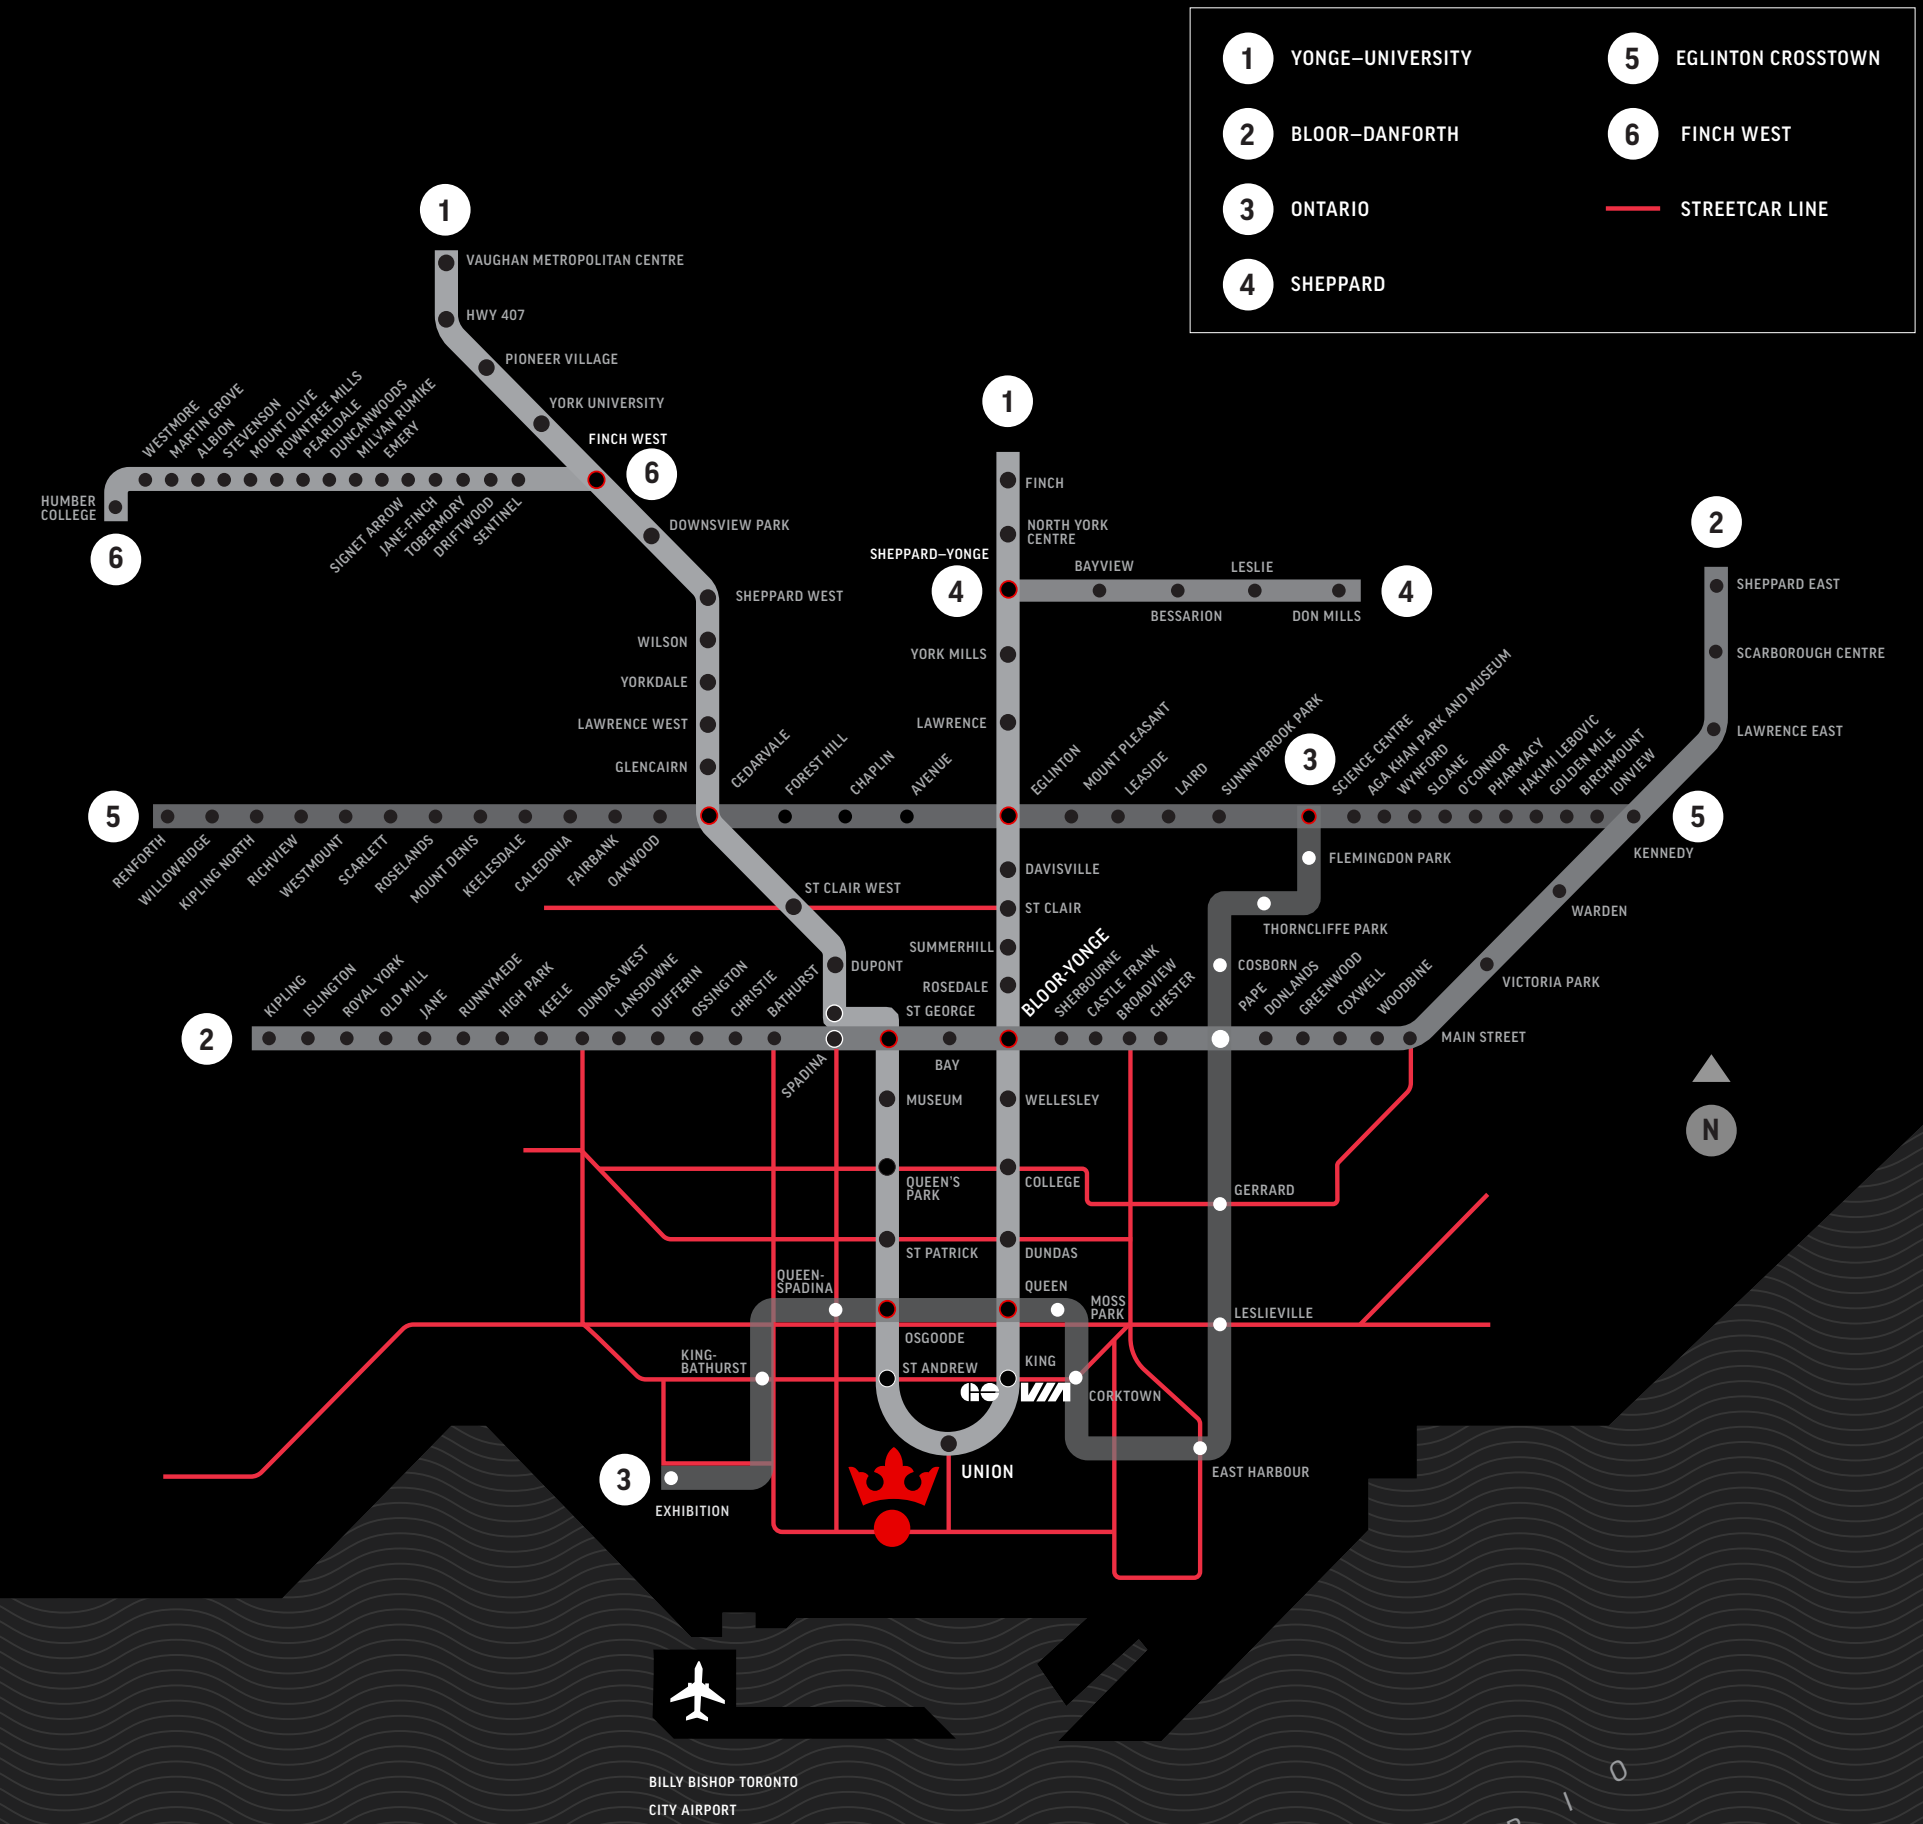 1 YONGE–UNIVERSITY
5 EGLINTON CROSSTOWN
2 BLOOR–DANFORTH
6 FINCH WEST
3 ONTARIO
STREETCAR LINE
4 SHEPPARD
1
VAUGHAN METROPOLITAN CENTRE
HWY 407
PIONEER VILLAGE
YORK UNIVERSITY
FINCH WEST
6
WESTMORE
MARTIN GROVE
ALBION
STEVENSON
MOUNT OLIVE
ROWNTREE MILLS
PEARLDALE
DUNCANWOODS
MILVAN RUMIKE
EMERY
HUMBER
COLLEGE
6
SIGNET ARROW
JANE-FINCH
TOBERMORY
DRIFTWOOD
SENTINEL
DOWNSVIEW PARK
SHEPPARD WEST
WILSON
YORKDALE
LAWRENCE WEST
GLENCAIRN
1
FINCH
NORTH YORK
CENTRE
SHEPPARD–YONGE
4
BAYVIEW
BESSARION
LESLIE
DON MILLS
4
YORK MILLS
LAWRENCE
2
SHEPPARD EAST
SCARBOROUGH CENTRE
LAWRENCE EAST
5
RENFORTH
WILLOWRIDGE
KIPLING NORTH
RICHVIEW
WESTMOUNT
SCARLETT
ROSELANDS
MOUNT DENIS
KEELESDALE
CALEDONIA
FAIRBANK
OAKWOOD
CEDARVALE
FOREST HILL
CHAPLIN
AVENUE
EGLINTON
MOUNT PLEASANT
LEASIDE
LAIRD
SUNNNYBROOK PARK
3
SCIENCE CENTRE
AGA KHAN PARK AND MUSEUM
WYNFORD
SLOANE
O'CONNOR
PHARMACY
HAKIMI LEBOVIC
GOLDEN MILE
BIRCHMOUNT
IONVIEW
5
KENNEDY
FLEMINGDON PARK
THORNCLIFFE PARK
WARDEN
VICTORIA PARK
MAIN STREET
ST CLAIR WEST
DAVISVILLE
ST CLAIR
SUMMERHILL
ROSEDALE
DUPONT
ST GEORGE
2
KIPLING
ISLINGTON
ROYAL YORK
OLD MILL
JANE
RUNNYMEDE
HIGH PARK
KEELE
DUNDAS WEST
LANSDOWNE
DUFFERIN
OSSINGTON
CHRISTIE
BATHURST
SPADINA
BAY
BLOOR-YONGE
SHERBOURNE
CASTLE FRANK
BROADVIEW
CHESTER
COSBORN
PAPE
DONLANDS
GREENWOOD
COXWELL
WOODBINE
N
MUSEUM
WELLESLEY
QUEEN'S
PARK
COLLEGE
GERRARD
ST PATRICK
DUNDAS
QUEEN-
SPADINA
QUEEN
MOSS
PARK
LESLIEVILLE
OSGOODE
KING-
BATHURST
ST ANDREW
KING
GO VIA
CORKTOWN
UNION
EAST HARBOUR
3
EXHIBITION
BILLY BISHOP TORONTO
CITY AIRPORT
I O